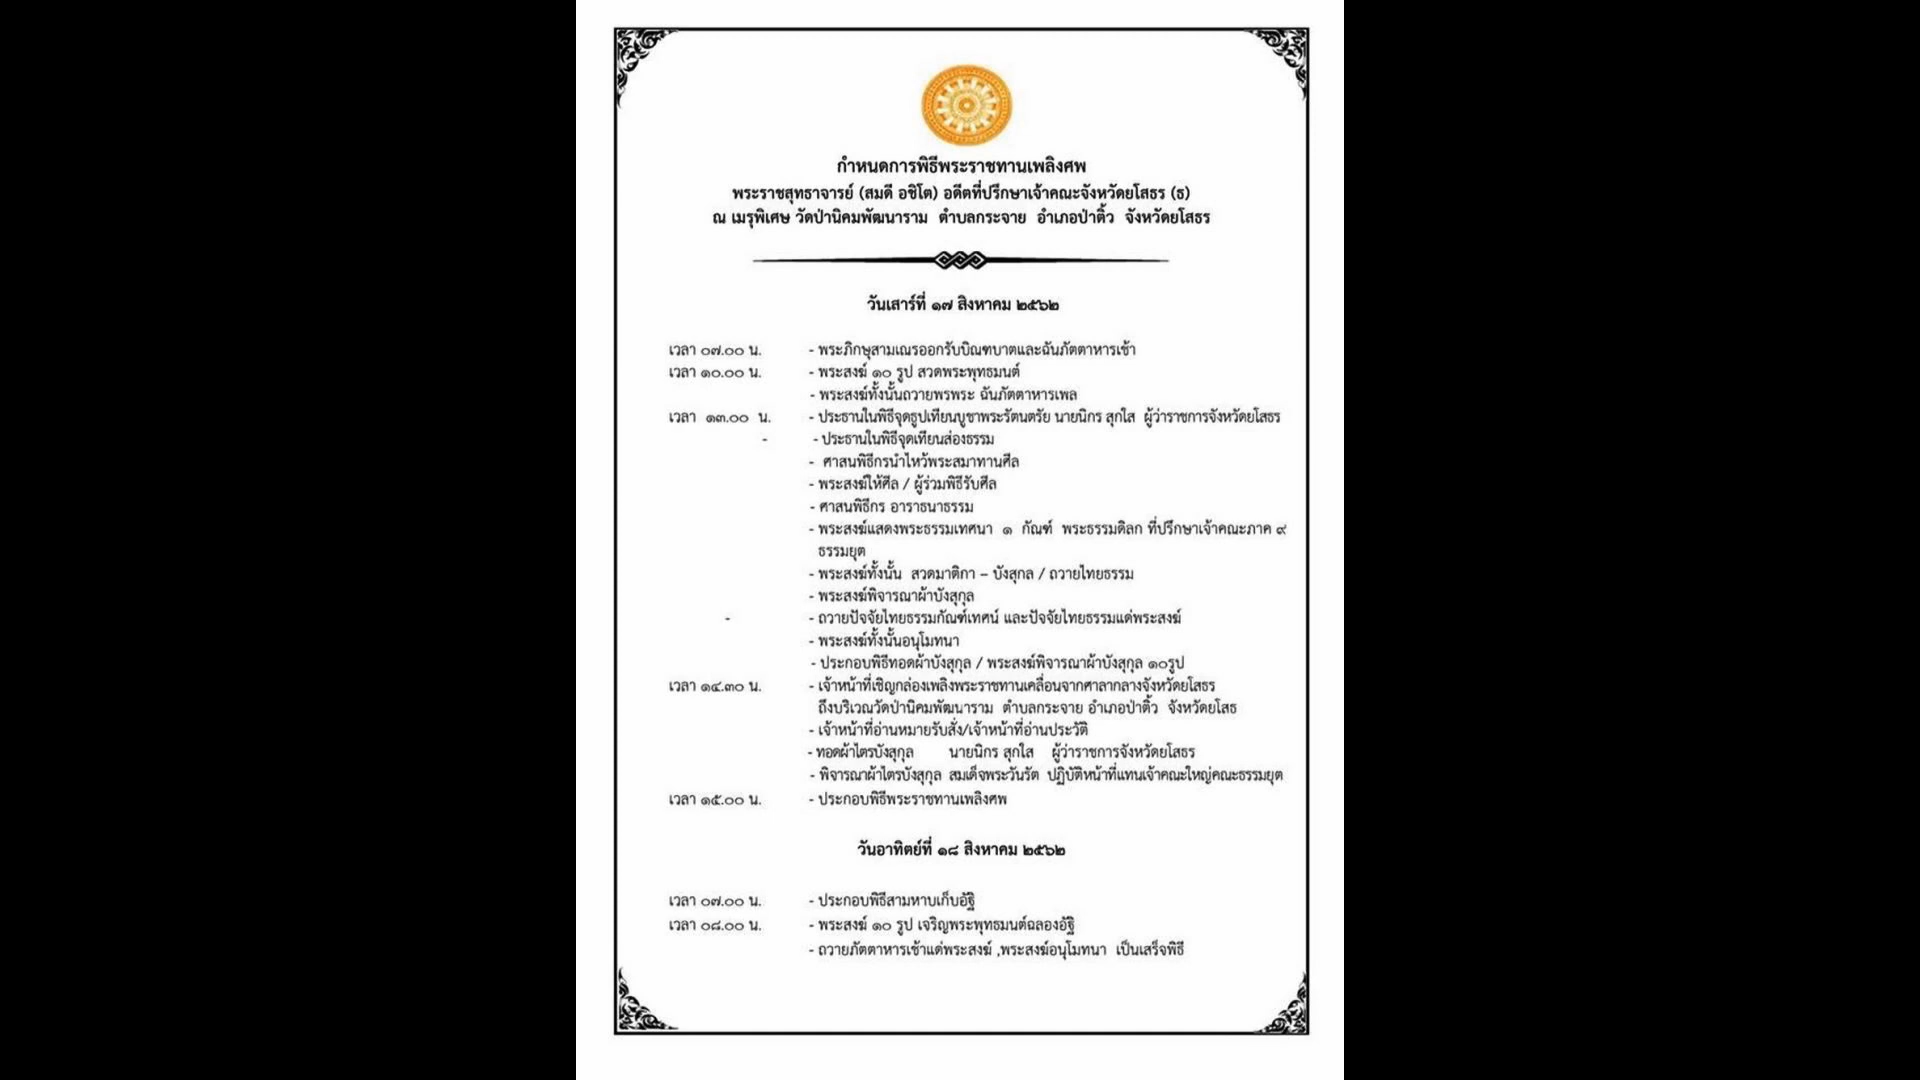 กำหนดการพิธีพระราชทานเพลิงศพ
พระราชสุทธาจารย์ (สมดี อชิโต) อดีตที่ปรึกษาเจ้าคณะจังหวัดยโสธร (ธ)
ณ เมรุพิเศษ วัดป่านิคมพัฒนาราม ตำบลกระจาย อำเภอป่าติ้ว จังหวัดยโสธร
วันเสาร์ที่ ๑๗ สิงหาคม ๒๕๖๒
เวลา ๐๗.๐๐ น. - พระภิกษุสามเณรออกรับบิณฑบาตและฉันภัตตาหารเช้า
เวลา ๑๐.๐๐ น. - พระสงฆ์ ๑๐ รูป สวดพระพุทธมนต์
- พระสงฆ์ทั้งนั้นถวายพรพระ ฉันภัตตาหารเพล
เวลา ๑๓.๐๐ น. - ประธานในพิธีจุดธูปเทียนบูชาพระรัตนตรัย นายนิกร สุกใส ผู้ว่าราชการจังหวัดยโสธร
- - ประธานในพิธีจุดเทียนส่องธรรม
- ศาสนพิธีกรนำไหว้พระสมาทานศีล
- พระสงฆ์ให้ศีล / ผู้ร่วมพิธีรับศีล
- ศาสนพิธีกร อาราธนาธรรม
- พระสงฆ์แสดงพระธรรมเทศนา ๑ กัณฑ์ พระธรรมดิลก ที่ปรึกษาเจ้าคณะภาค ๙
ธรรมยุต
- พระสงฆ์ทั้งนั้น สวดมาติกา – บังสุกล / ถวายไทยธรรม
- พระสงฆ์พิจารณาผ้าบังสุกุล
- - ถวายปัจจัยไทยธรรมกัณฑ์เทศน์ และปัจจัยไทยธรรมแด่พระสงฆ์
- พระสงฆ์ทั้งนั้นอนุโมทนา
- ประกอบพิธีทอดผ้าบังสุกุล / พระสงฆ์พิจารณาผ้าบังสุกุล ๑๐รูป
เวลา ๑๔.๓๐ น. - เจ้าหน้าที่เชิญกล่องเพลิงพระราชทานเคลื่อนจากศาลากลางจังหวัดยโสธร
ถึงบริเวณวัดป่านิคมพัฒนาราม ตำบลกระจาย อำเภอป่าติ้ว จังหวัดยโสธ
- เจ้าหน้าที่อ่านหมายรับสั่ง/เจ้าหน้าที่อ่านประวัติ
- ทอดผ้าไตรบังสุกุล นายนิกร สุกใส ผู้ว่าราชการจังหวัดยโสธร
- พิจารณาผ้าไตรบังสุกุล สมเด็จพระวันรัต ปฏิบัติหน้าที่แทนเจ้าคณะใหญ่คณะธรรมยุต
เวลา ๑๕.๐๐ น. - ประกอบพิธีพระราชทานเพลิงศพ
วันอาทิตย์ที่ ๑๘ สิงหาคม ๒๕๖๒
เวลา ๐๗.๐๐ น. - ประกอบพิธีสามหาบเก็บอัฐิ
เวลา ๐๘.๐๐ น. - พระสงฆ์ ๑๐ รูป เจริญพระพุทธมนต์ฉลองอัฐิ
- ถวายภัตตาหารเช้าแด่พระสงฆ์ ,พระสงฆ์อนุโมทนา เป็นเสร็จพิธี